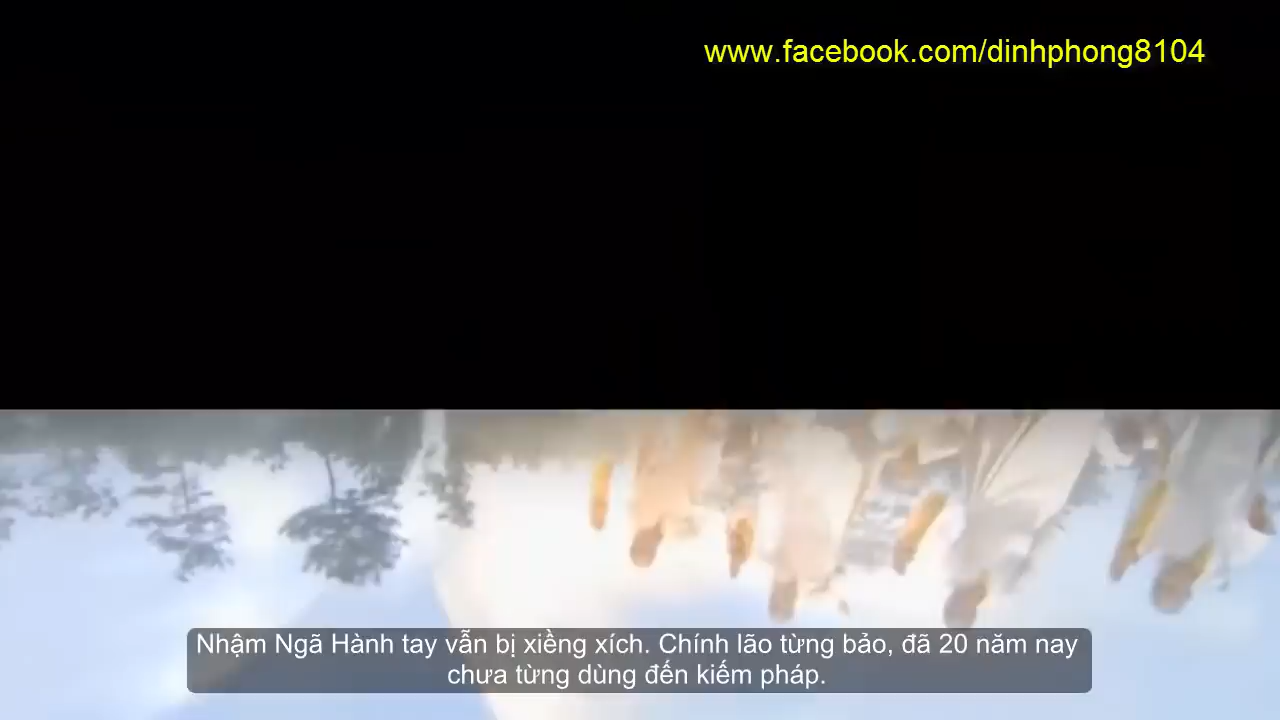 www.facebook.com/dinhphong8104
Nhậm Ngã Hành tay vẫn bị xiềng xích. Chính lão từng bảo, đã 20 năm nay
chưa từng dùng đến kiếm pháp.